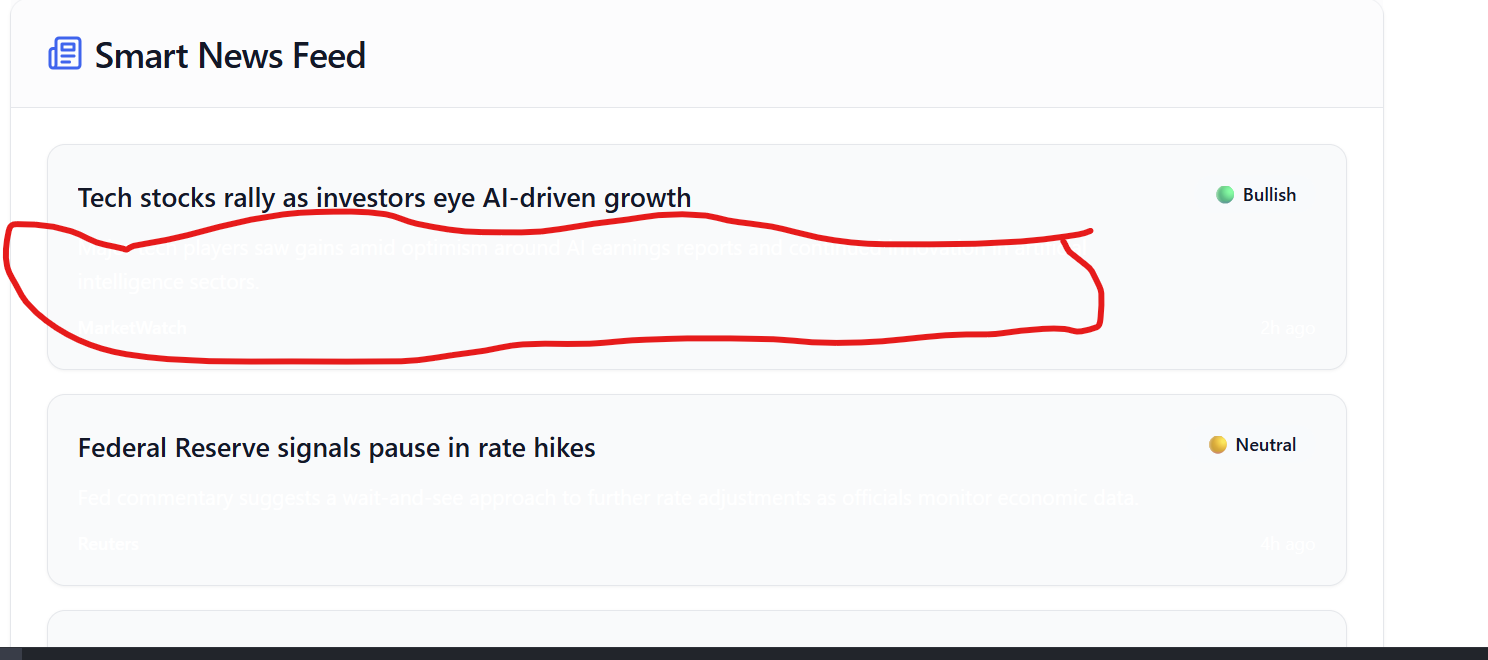 Smart News Feed
Tech stocks rally as investors eye AI-driven growth
Bullish
players saw gains amid optimism around AI earnings reports and continued innovation in
intelligence sectors
MarketWatch
2h ago
Federal Reserve signals pause in rate hikes
Neutral
Fed commentary suggests a wait-and-see approach to further rate adjustments as officials monitor economic data
Reuters
4h ago